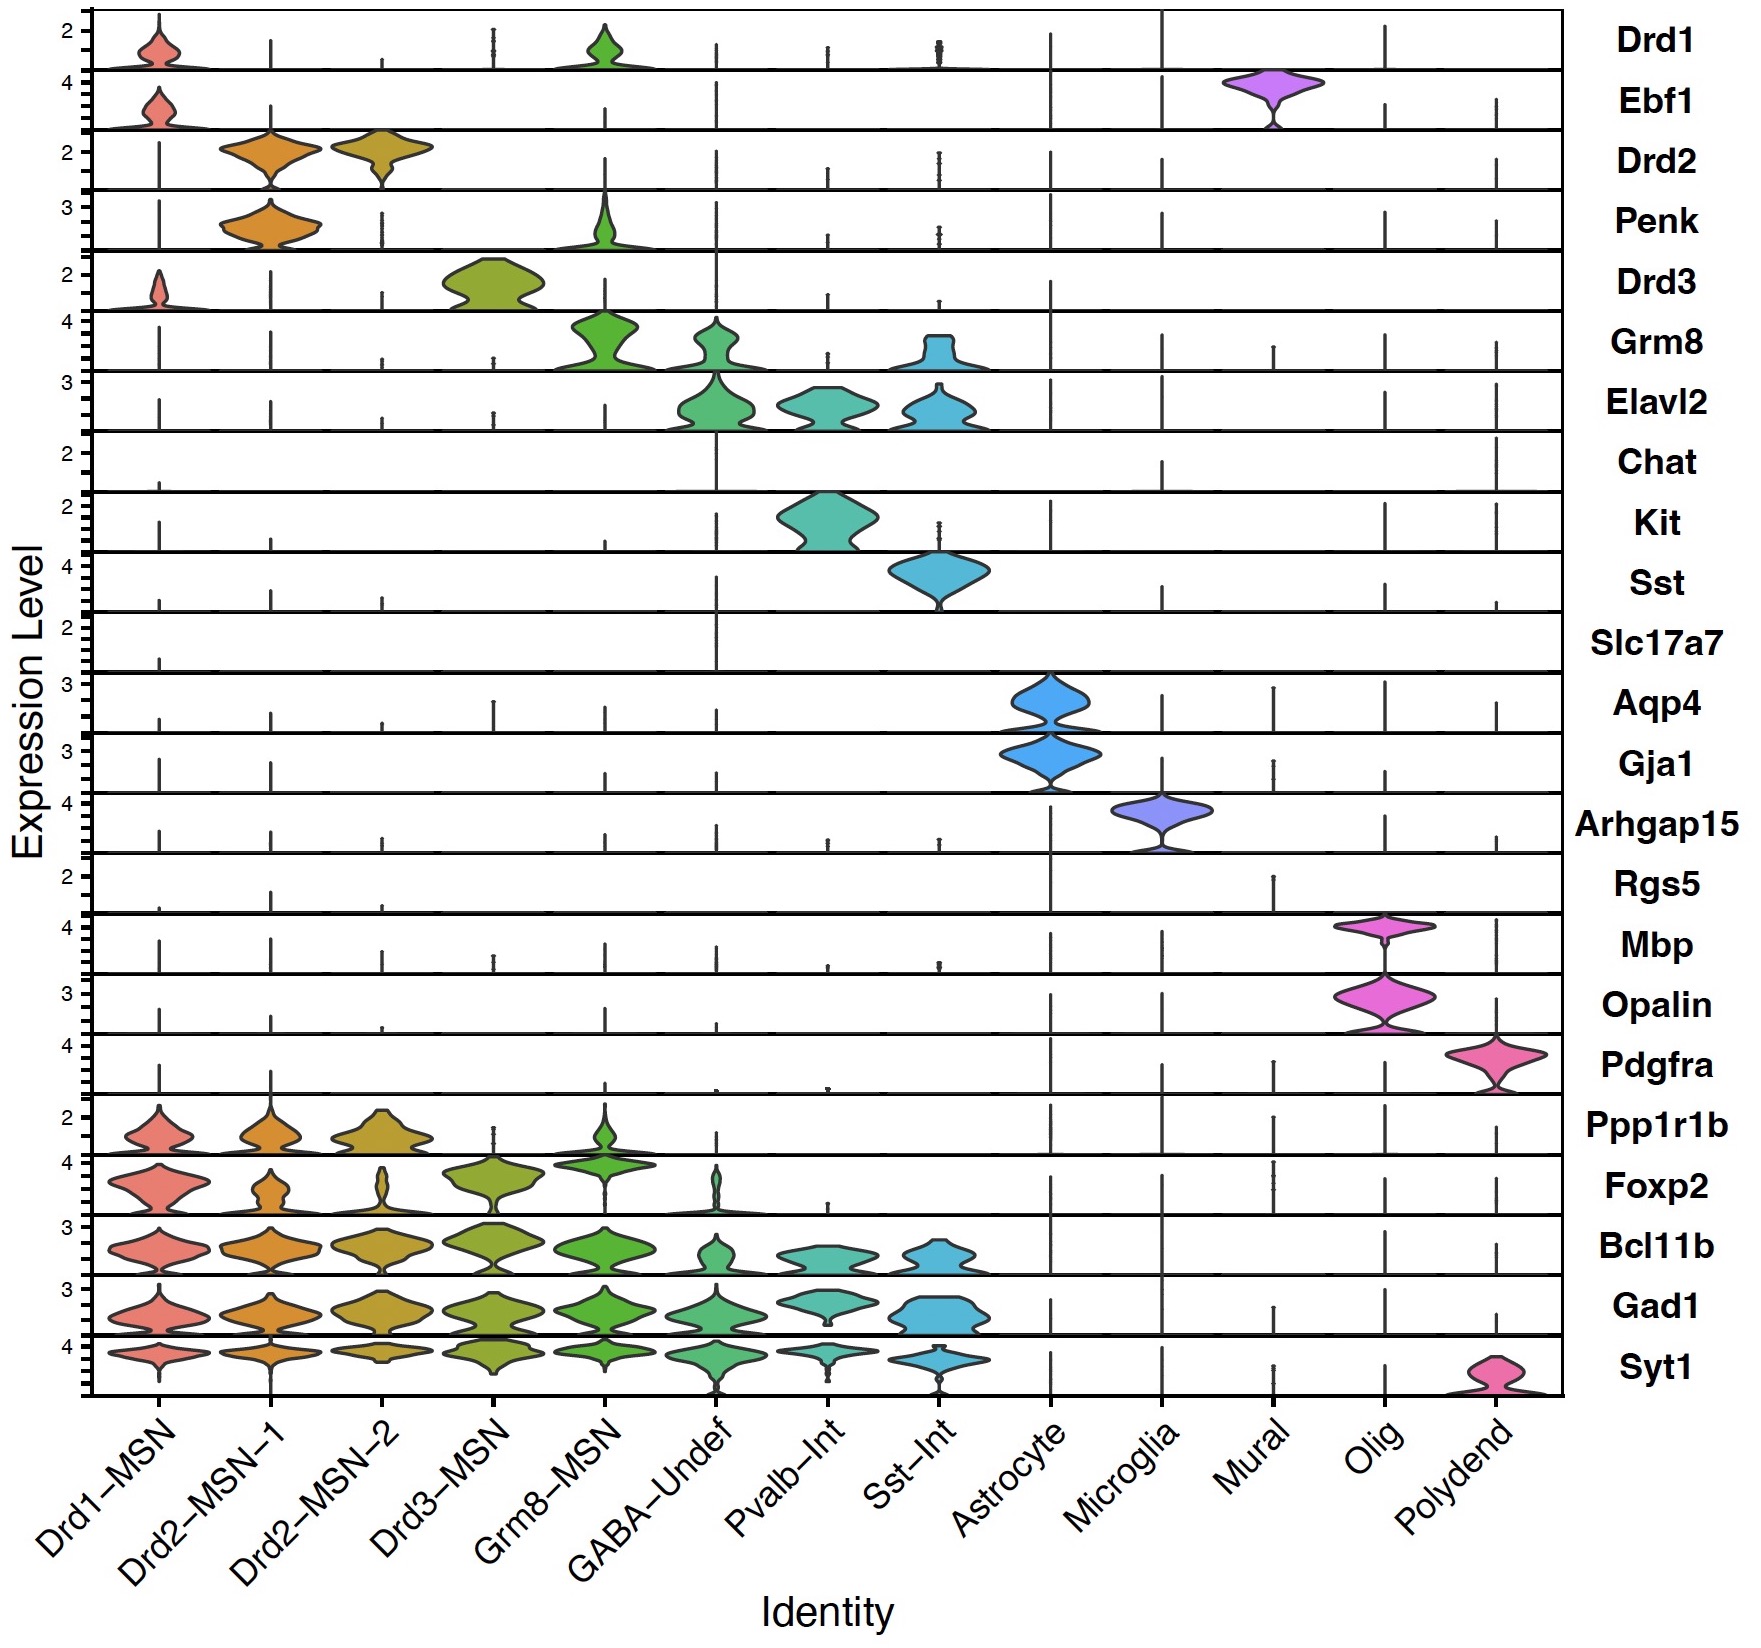 2 Drd1
4 Ebf1
2 Drd2
3 Penk
2 Drd3
4 Grm8
3 Elavl2
2 Chat
2 Kit
4 Sst
2 Slc17a7
3 Aqp4
3 Gja1
4 Arhgap15
2 Rgs5
4 Mbp
3 Opalin
4 Pdgfra
2 Ppp1r1b
4 Foxp2
3 Bcl11b
3 Gad1
4 Syt1
Expression Level
Drd1–MSN
Drd2–MSN–1
Drd2–MSN–2
Drd3–MSN
Grm8–MSN
GABA–Undef
Pvalb–Int
Sst–Int
Astrocyte
Microglia
Mural
Olig
Polydend
Identity